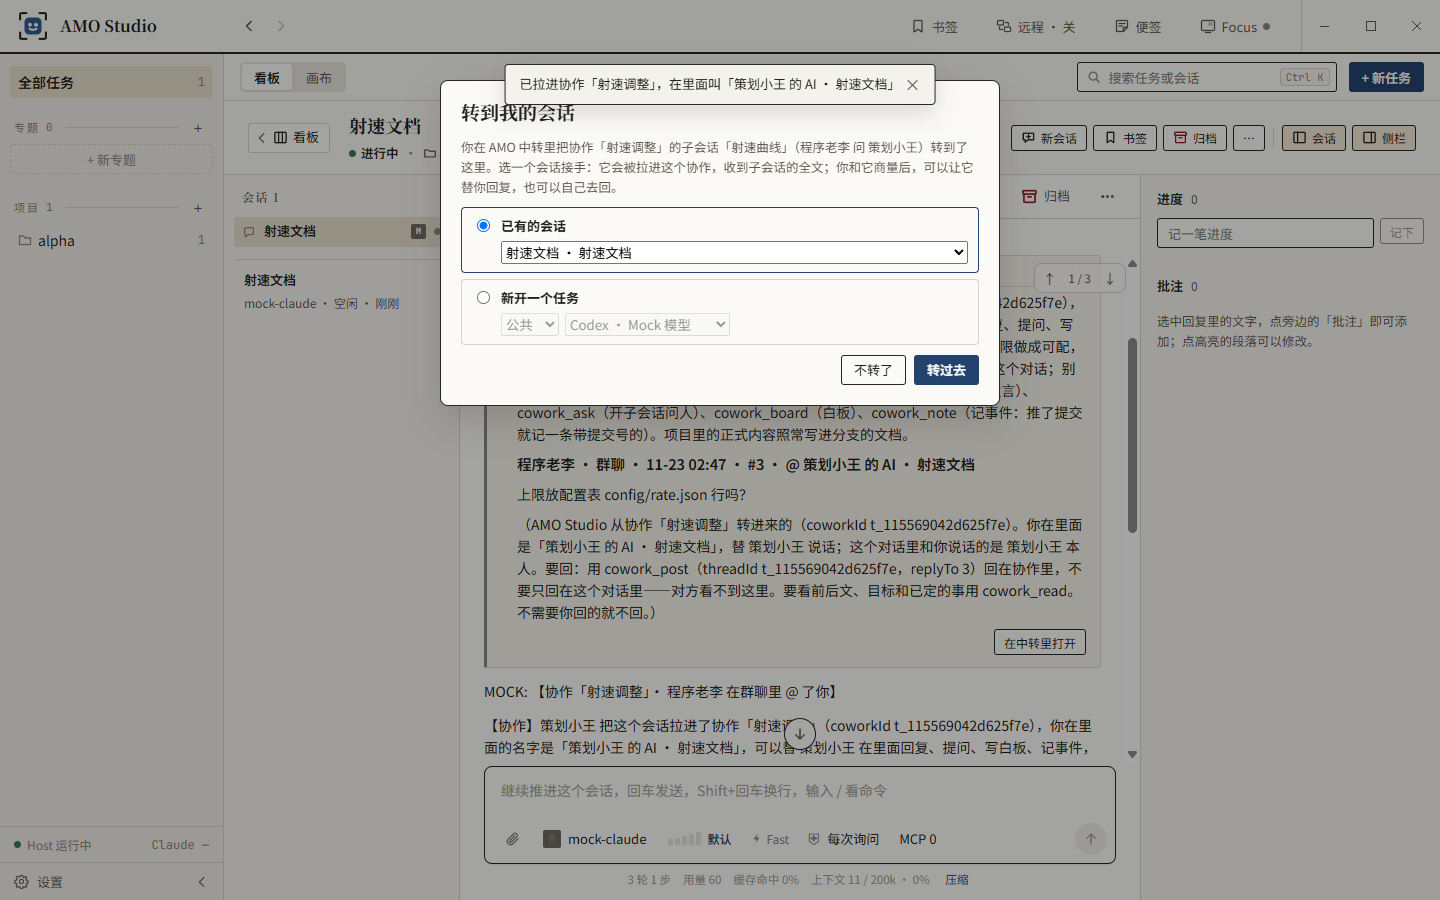 AMO Studio
书签
远程 · 关
便签
Focus
全部任务 1
看板 画布
搜索任务或会话 Ctrl K
+ 新任务
已拉进协作「射速调整」，在里面叫「策划小王 的 AI · 射速文档」
专题 0
+ 新专题
项目 1
alpha 1
看板
射速文档
进行中 ·
新会话 书签 归档 ··· 会话 侧栏
会话 1
射速文档 M
射速文档
mock-claude · 空闲 · 刚刚
转到我的会话
你在 AMO 中转里把协作「射速调整」的子会话「射速曲线」（程序老李 问 策划小王）转到了
这里。选一个会话接手：它会被拉进这个协作，收到子会话的全文；你和它商量后，可以让它
替你回复，也可以自己去回。
已有的会话
射速文档 · 射速文档
新开一个任务
公共 Codex · Mock 模型
不转了 转过去
归档 ···
1 / 3
42d625f7e），
、提问、写
限做成可配，
这个对话；别
言）、
cowork_ask（开子会话问人）、cowork_board（白板）、cowork_note（记事件：推了提交
就记一条带提交号的）。项目里的正式内容照常写进分支的文档。
程序老李 · 群聊 · 11-23 02:47 · #3 · @ 策划小王 的 AI · 射速文档
上限放配置表 config/rate.json 行吗？
（AMO Studio 从协作「射速调整」转进来的（coworkId t_115569042d625f7e）。你在里面
是「策划小王 的 AI · 射速文档」，替 策划小王 说话；这个对话里和你说话的是 策划小王 本
人。要回：用 cowork_post（threadId t_115569042d625f7e，replyTo 3）回在协作里，不
要只回在这个对话里——对方看不到这里。要看前后文、目标和已定的事用 cowork_read。
不需要你回的就不回。）
在中转里打开
MOCK: 【协作「射速调整」· 程序老李 在群聊里 @ 了你】
【协作】策划小王 把这个会话拉进了协作「射速（coworkId t_115569042d625f7e），你在里
面的名字是「策划小王 的 AI · 射速文档」，可以替 策划小王 在里面回复、提问、写白板、记事件，
继续推进这个会话，回车发送，Shift+回车换行，输入 / 看命令
M mock-claude 默认 Fast 每次询问 MCP 0
3 轮 1 步 用量 60 缓存命中 0% 上下文 11 / 200k · 0% 压缩
进度 0
记一笔进度 记下
批注 0
选中回复里的文字，点旁边的「批注」即可添
加；点高亮的段落可以修改。
Host 运行中 Claude —
设置